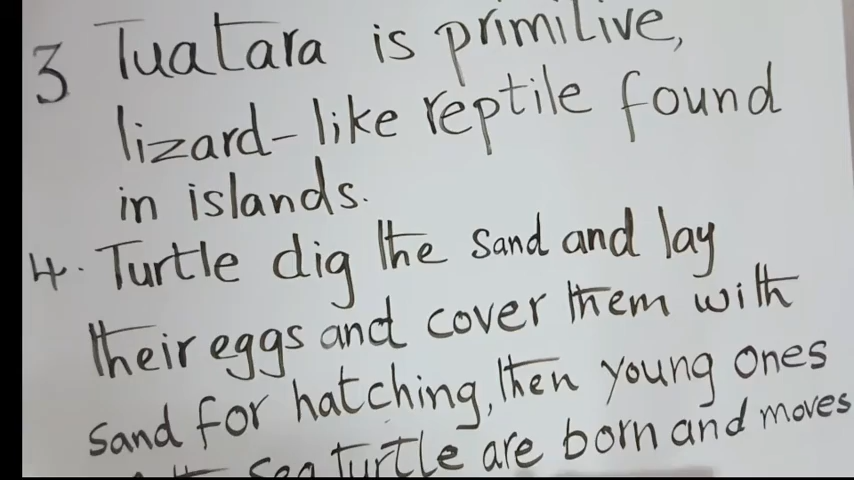 3 Tuatara is primitive,
lizard-like reptile found
in islands.
4. Turtle dig the sand and lay
their eggs and cover them with
sand for hatching, then young ones
sea turtle are born and moves